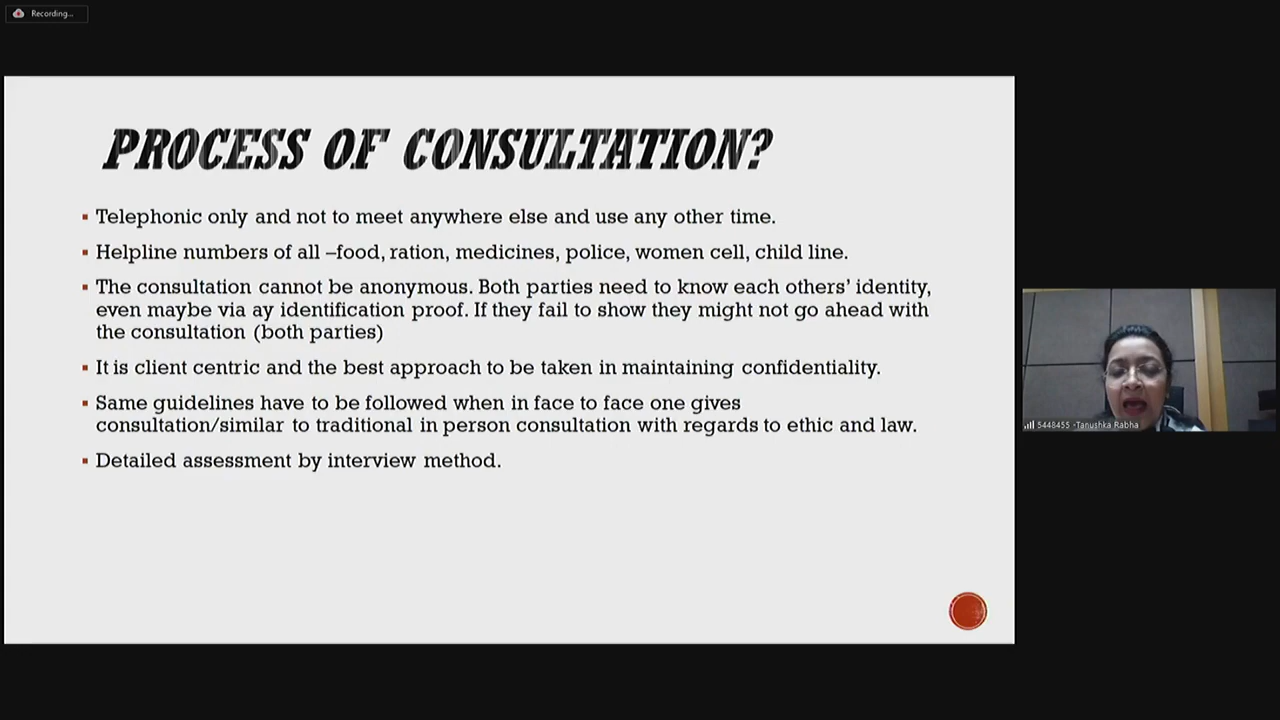 Recording...
PROCESS OF CONSULTATION?
▪ Telephonic only and not to meet anywhere else and use any other time.
▪ Helpline numbers of all –food, ration, medicines, police, women cell, child line.
▪ The consultation cannot be anonymous. Both parties need to know each others’ identity,
even maybe via ay identification proof. If they fail to show they might not go ahead with
the consultation (both parties)
▪ It is client centric and the best approach to be taken in maintaining confidentiality.
▪ Same guidelines have to be followed when in face to face one gives
consultation/similar to traditional in person consultation with regards to ethic and law.
▪ Detailed assessment by interview method.
5448455 -Tanushka Rabha